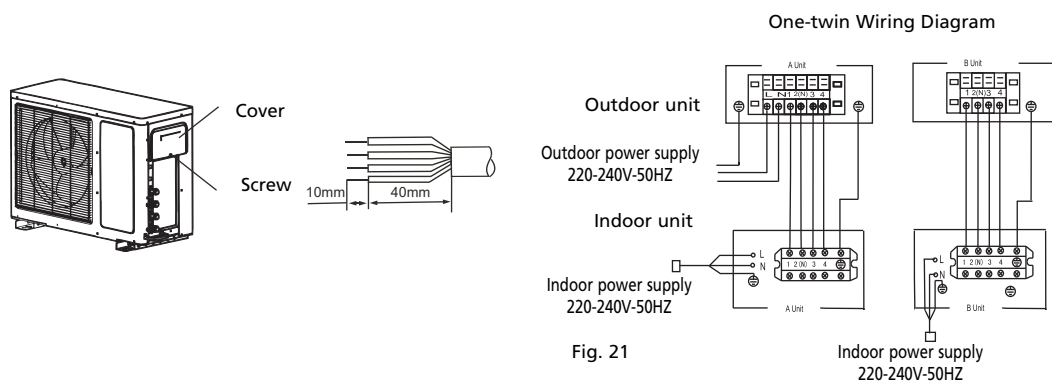 One-twin Wiring Diagram
Cover
Screw
10mm
40mm
Outdoor unit
A Unit
L N 1 2(N) 3 4
B Unit
1 2(N) 3 4
Outdoor power supply
220-240V-50HZ
Indoor unit
L
N
1 2(N) 3 4
A Unit
Indoor power supply
220-240V-50HZ
L
N
1 2(N) 3 4
B Unit
Indoor power supply
220-240V-50HZ
Fig. 21